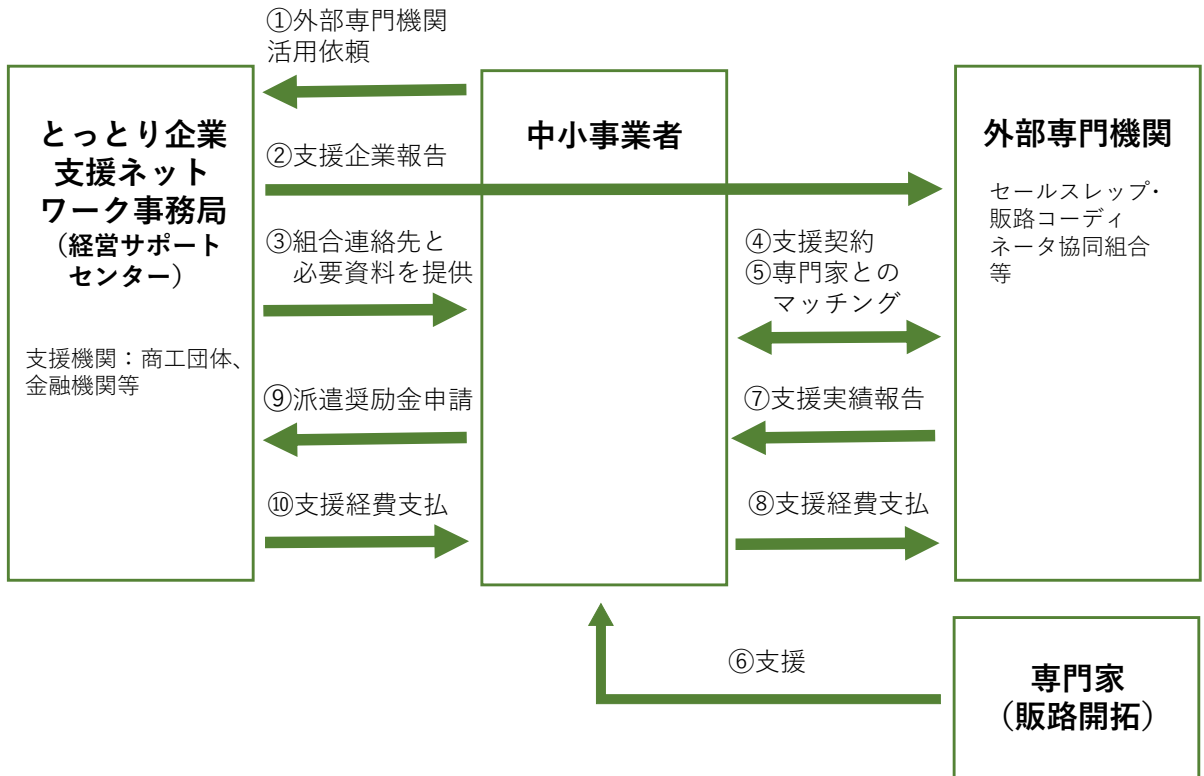 ①外部専門機関
活用依頼
とっとり企業
支援ネット
ワーク事務局
（経営サポート
センター）
支援機関：商工団体、
金融機関等
中小事業者
外部専門機関
セールスレップ・
販路コーディ
ネータ協同組合
等
②支援企業報告
③組合連絡先と
必要資料を提供
④支援契約
⑤専門家との
マッチング
⑨派遣奨励金申請
⑦支援実績報告
⑩支援経費支払
⑧支援経費支払
⑥支援
専門家
（販路開拓）